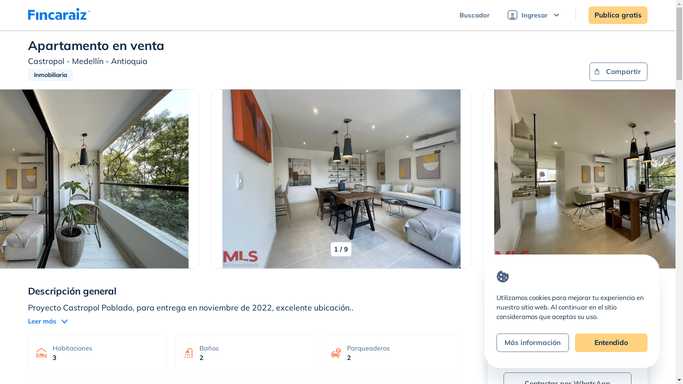 Fincaraiz
Buscador
Ingresar
Publica gratis
Apartamento en venta
Castropol - Medellín - Antioquia
Inmobiliaria
Compartir
MLS
1 / 9
MLS
Descripción general
Proyecto Castropol Poblado, para entrega en noviembre de 2022, excelente ubicación..
Leer más
Habitaciones
3
Baños
2
Parqueaderos
2
Utilizamos cookies para mejorar tu experiencia en
nuestro sitio web. Al continuar en el sitio
consideramos que aceptas su uso.
Más información
Entendido
Contactar por WhatsApp